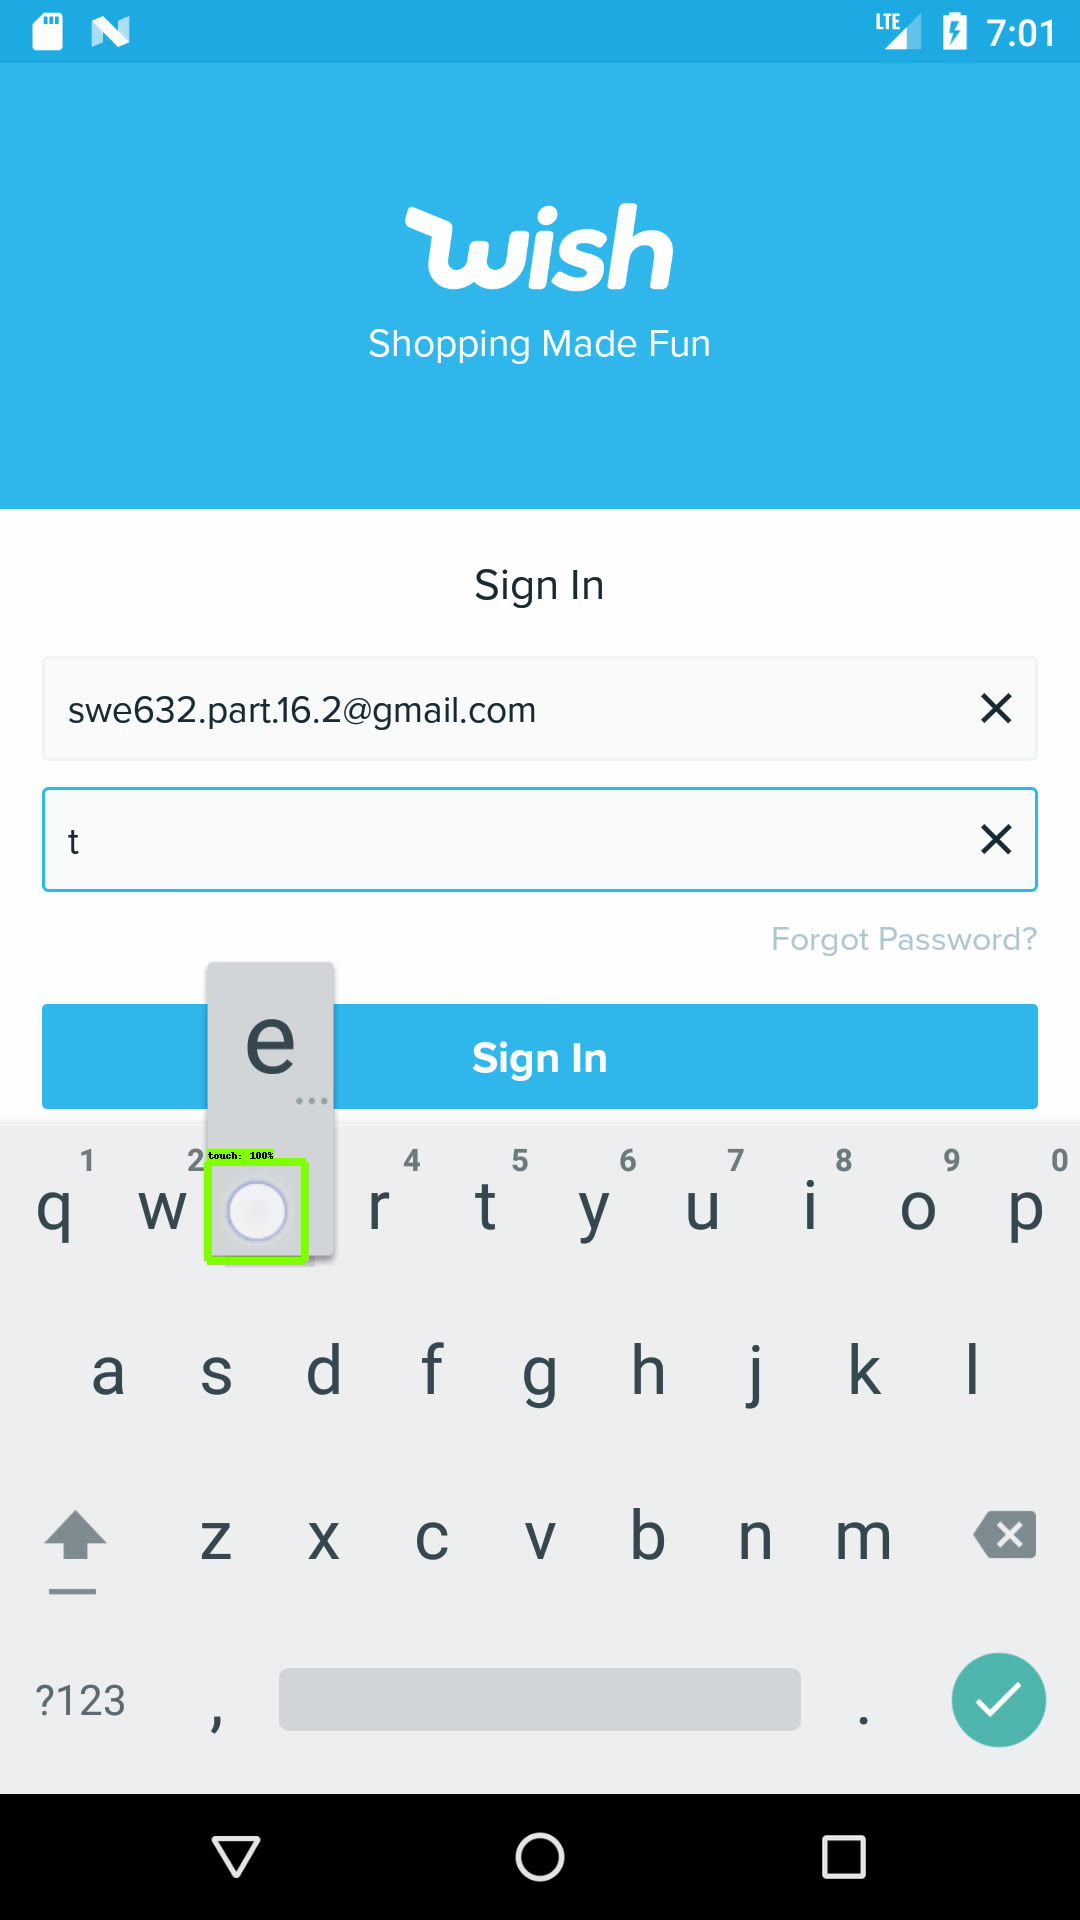 LTE 7:01
wish
Shopping Made Fun
Sign In
swe632.part.16.2@gmail.com
t
Forgot Password?
Sign In
e
...
touch: 100%
1 2 4 5 6 7 8 9 0
q w r t y u i o p
a s d f g h j k l
z x c v b n m
?123 , .